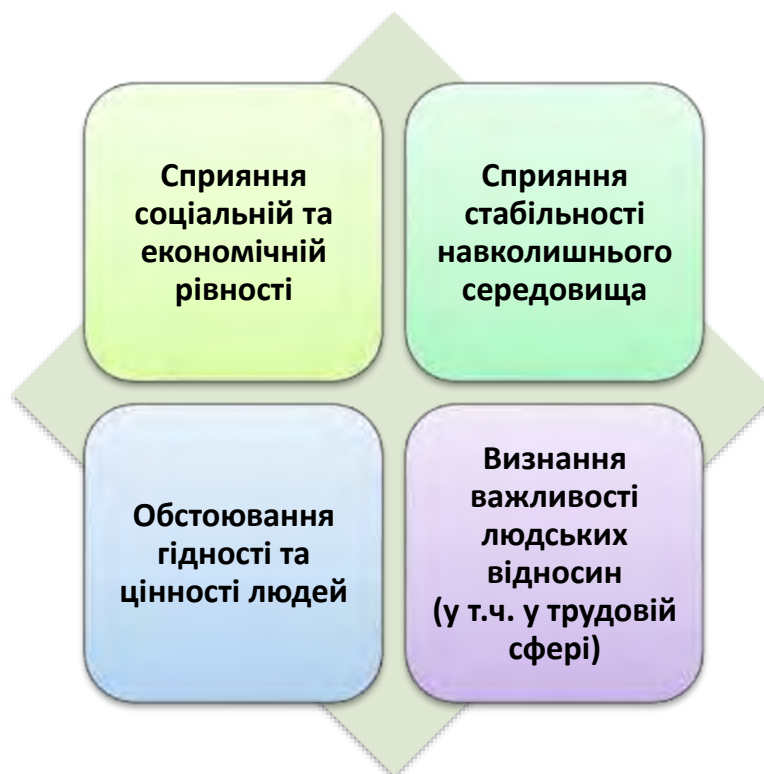 Сприяння
соціальній та
економічній
рівності
Сприяння
стабільності
навколишнього
середовища
Обстоювання
гідності та
цінності людей
Визнання
важливості
людських
відносин
(у т.ч. у трудовій
сфері)